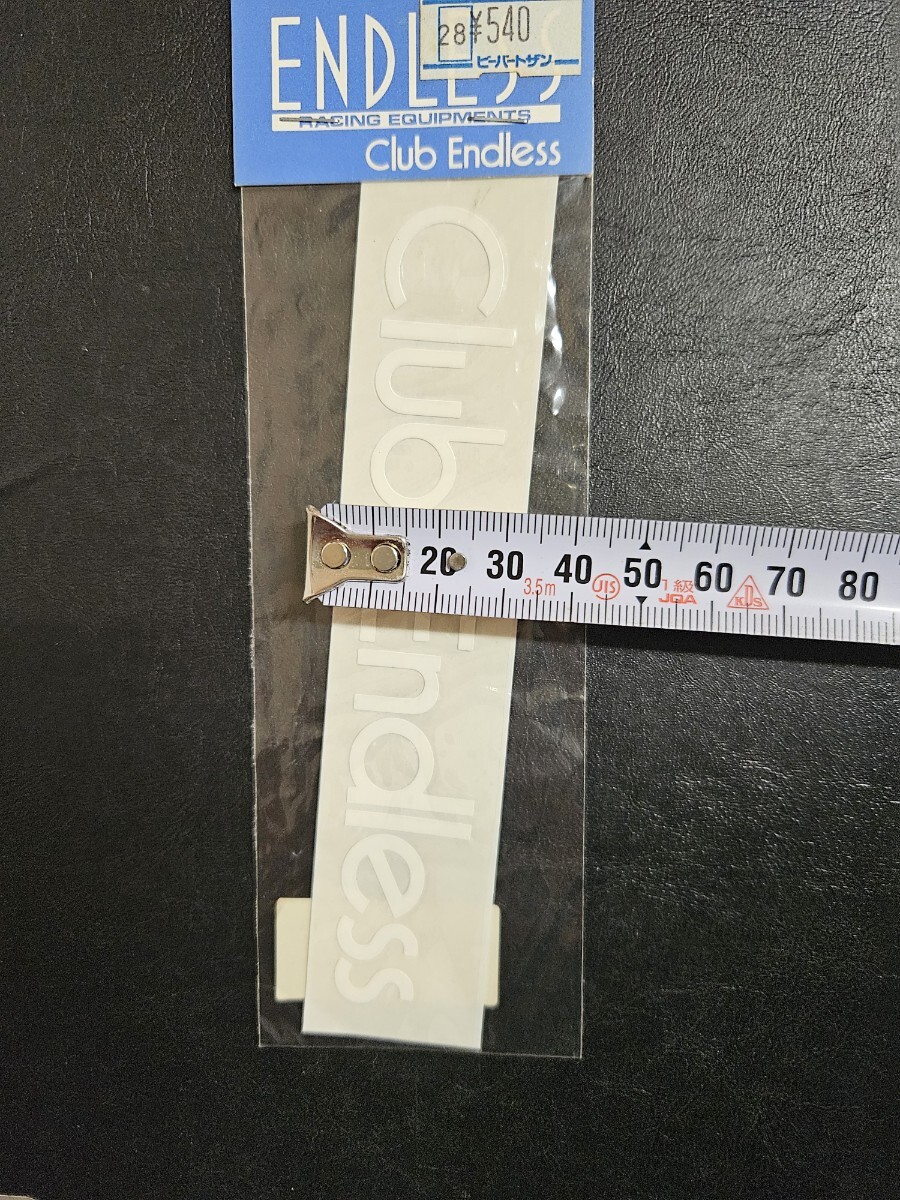 28 ¥540
ビーバートザン
ENDLESS
RACING EQUIPMENTS
Club Endless
Club Endless
20 30 40 50 60 70 80
3.5m JIS 1級 JQA KDS